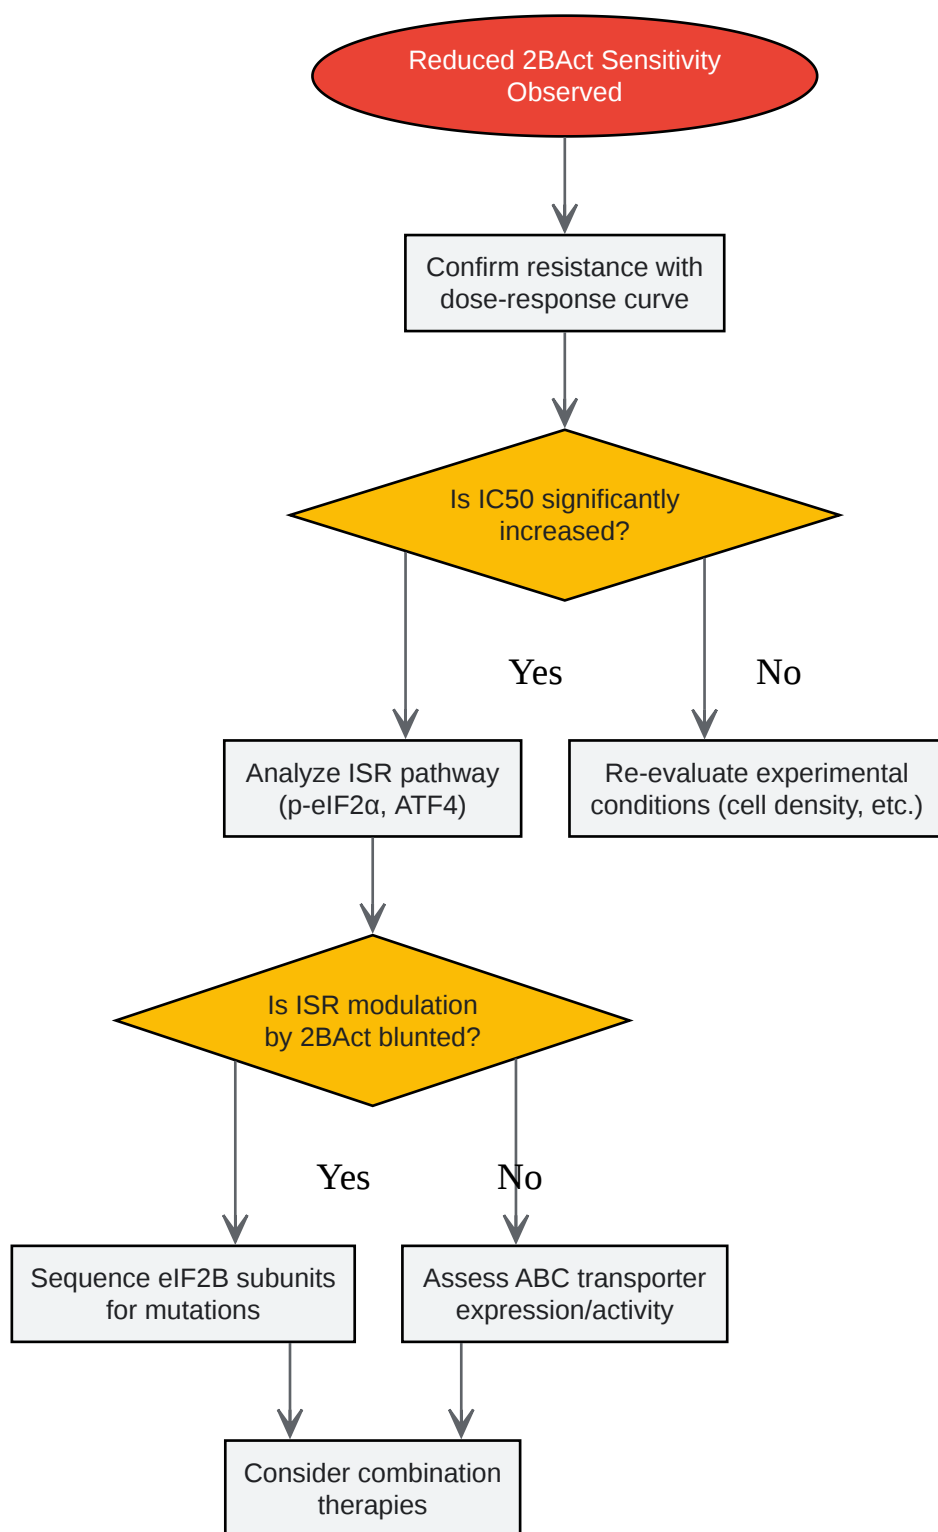 Reduced 2BAct Sensitivity
Observed
Confirm resistance with
dose-response curve
Is IC50 significantly
increased?
Yes
No
Analyze ISR pathway
(p-eIF2α, ATF4)
Re-evaluate experimental
conditions (cell density, etc.)
Is ISR modulation
by 2BAct blunted?
Yes
No
Sequence eIF2B subunits
for mutations
Assess ABC transporter
expression/activity
Consider combination
therapies